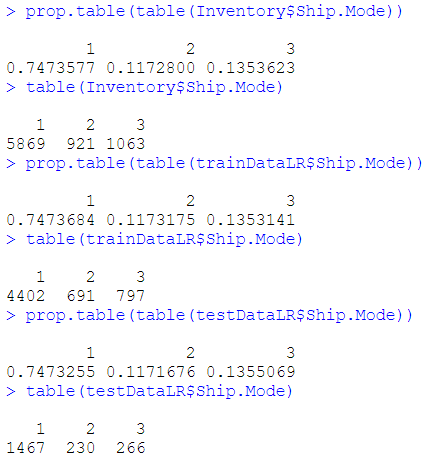 > prop.table(table(Inventory$Ship.Mode))
1 2 3
0.7473577 0.1172800 0.1353623
> table(Inventory$Ship.Mode)
1 2 3
5869 921 1063
> prop.table(table(trainDataLR$Ship.Mode))
1 2 3
0.7473684 0.1173175 0.1353141
> table(trainDataLR$Ship.Mode)
1 2 3
4402 691 797
> prop.table(table(testDataLR$Ship.Mode))
1 2 3
0.7473255 0.1171676 0.1355069
> table(testDataLR$Ship.Mode)
1 2 3
1467 230 266